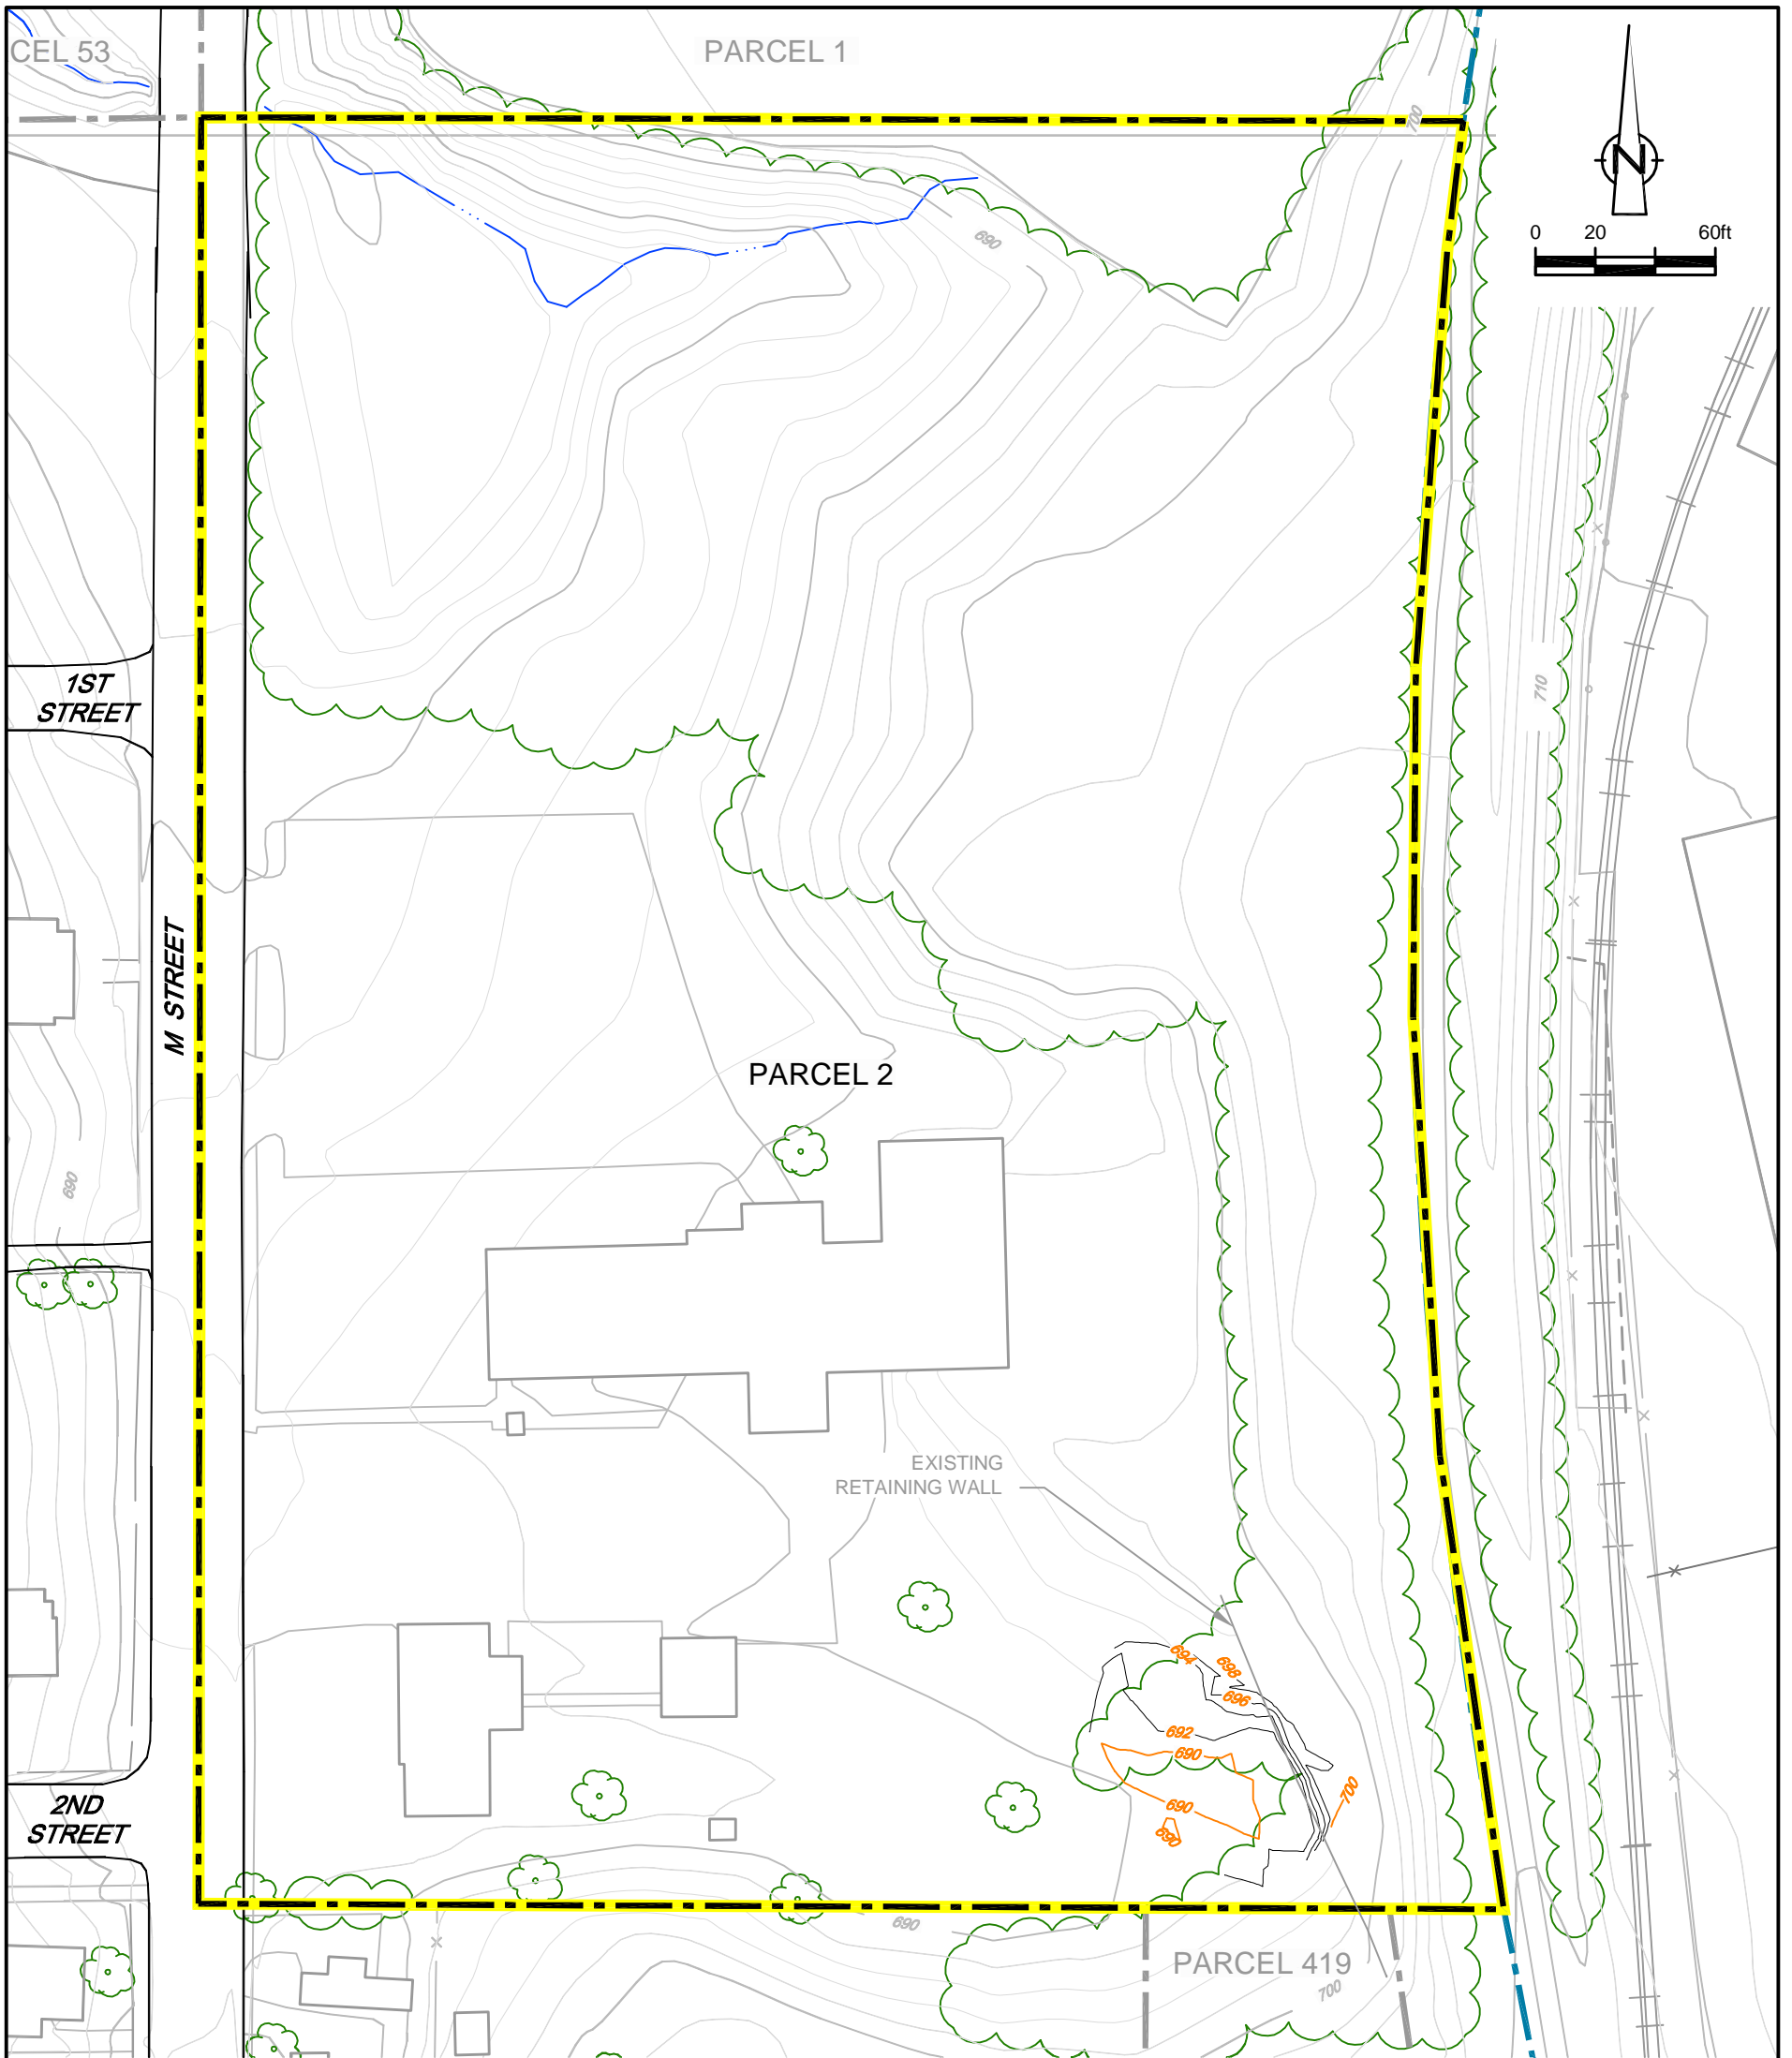 CEL 53
PARCEL 1
700
N
0 20 60ft
690
1ST
STREET
710
M STREET
PARCEL 2
690
EXISTING
RETAINING WALL
694
698
696
692
690
700
690
690
2ND
STREET
690
PARCEL 419
700